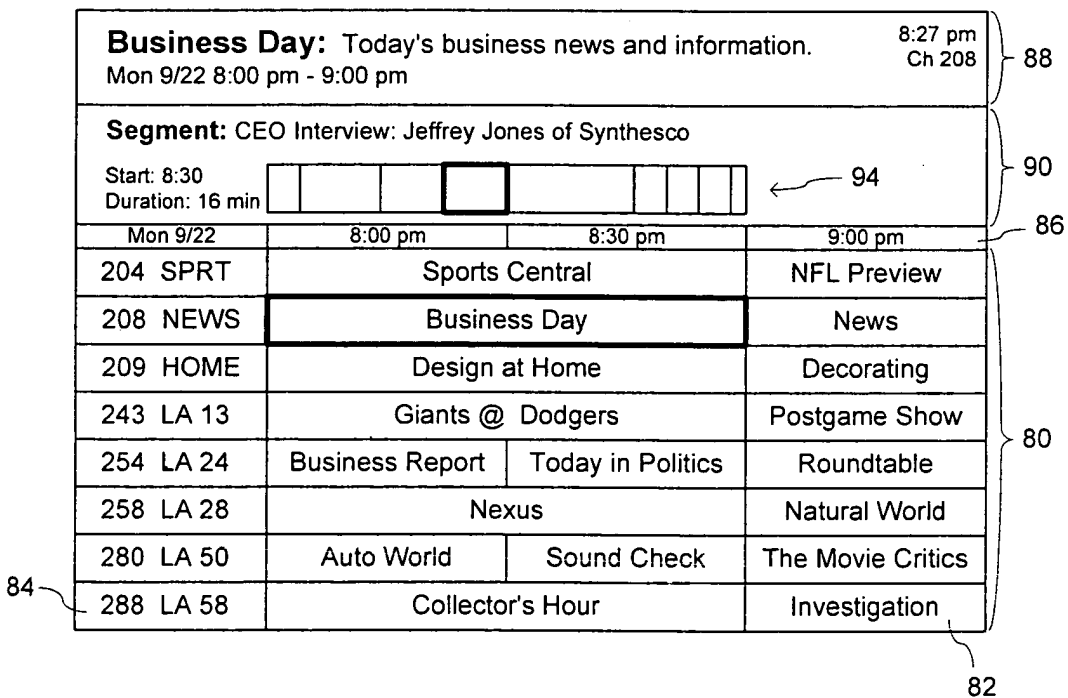 Business Day: Today's business news and information. 8:27 pm
Mon 9/22 8:00 pm - 9:00 pm Ch 208
88
Segment: CEO Interview: Jeffrey Jones of Synthesco
90
Start: 8:30
Duration: 16 min
94
Mon 9/22 8:00 pm 8:30 pm 9:00 pm
86
204 SPRT Sports Central NFL Preview
208 NEWS Business Day News
209 HOME Design at Home Decorating
243 LA 13 Giants @ Dodgers Postgame Show
80
254 LA 24 Business Report Today in Politics Roundtable
258 LA 28 Nexus Natural World
280 LA 50 Auto World Sound Check The Movie Critics
84
288 LA 58 Collector's Hour Investigation
82